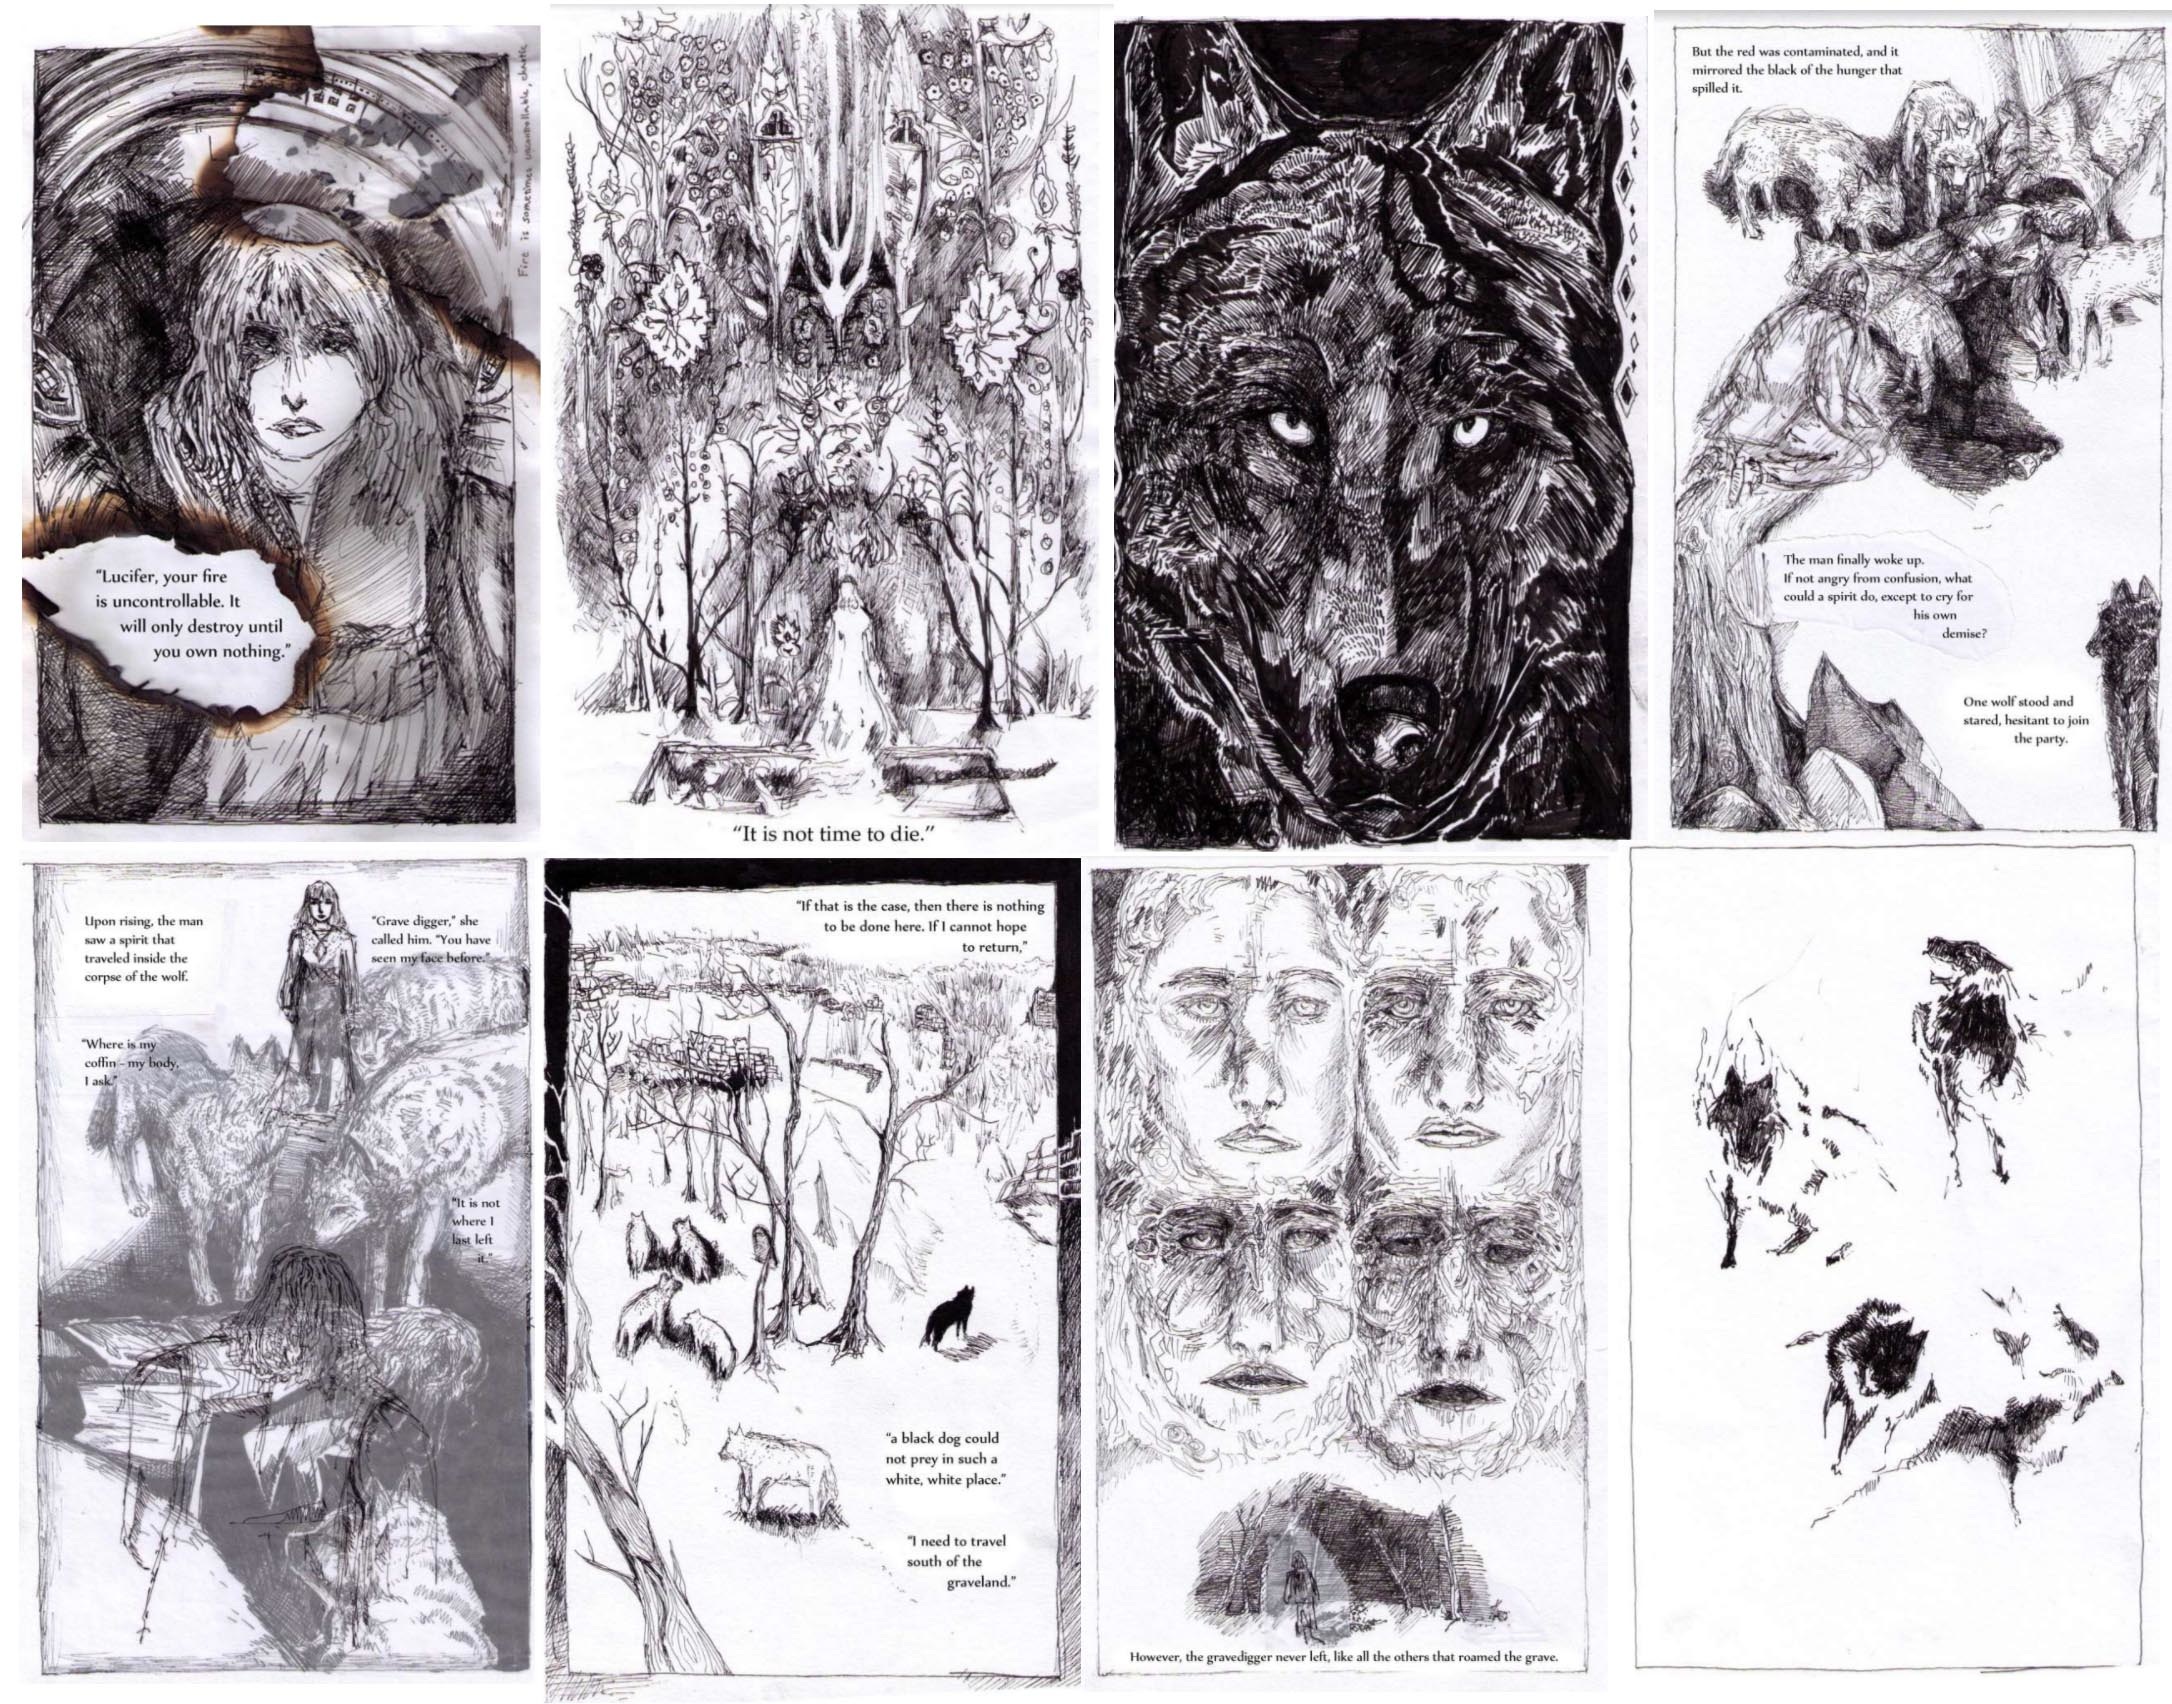 Fire is sometimes uncontrollable, chaotic
“Lucifer, your fire
is uncontrollable. It
will only destroy until
you own nothing.”
“It is not time to die.”
But the red was contaminated, and it
mirrored the black of the hunger that
spilled it.
The man finally woke up.
If not angry from confusion, what
could a spirit do, except to cry for
his own
demise?
One wolf stood and
stared, hesitant to join
the party.
Upon rising, the man
saw a spirit that
traveled inside the
corpse of the wolf.
“Grave digger,” she
called him. “You have
seen my face before.”
“Where is my
coffin – my body,
I ask.”
“It is not
where I
last left
it.”
“If that is the case, then there is nothing
to be done here. If I cannot hope
to return,”
“a black dog could
not prey in such a
white, white place.”
“I need to travel
south of the
graveland.”
However, the gravedigger never left, like all the others that roamed the grave.